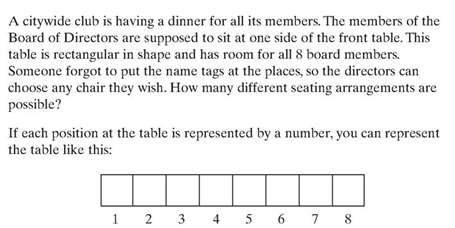 A citywide club is having a dinner for all its members. The members of the
Board of Directors are supposed to sit at one side of the front table. This
table is rectangular in shape and has room for all 8 board members.
Someone forgot to put the name tags at the places, so the directors can
choose any chair they wish. How many different seating arrangements are
possible?
If each position at the table is represented by a number, you can represent
the table like this:
1 2 3 4 5 6 7 8